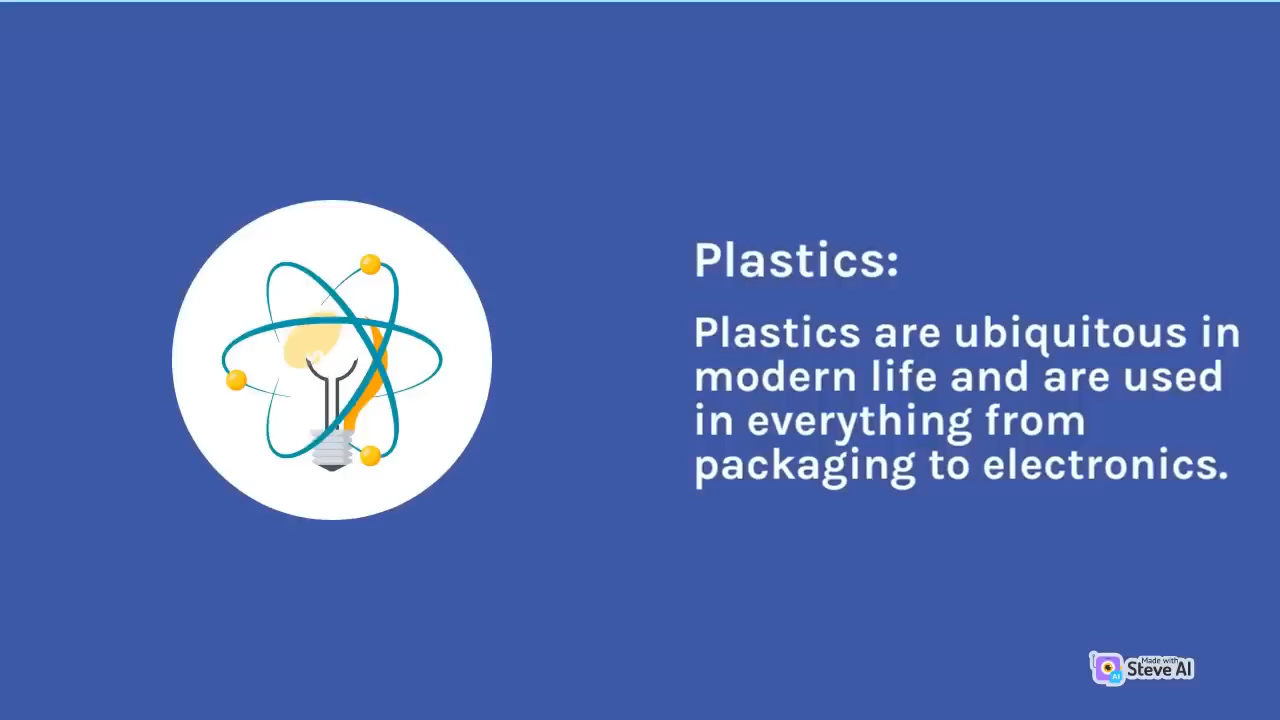 Plastics:
Plastics are ubiquitous in
modern life and are used
in everything from
packaging to electronics.
Made with
Steve AI
AI